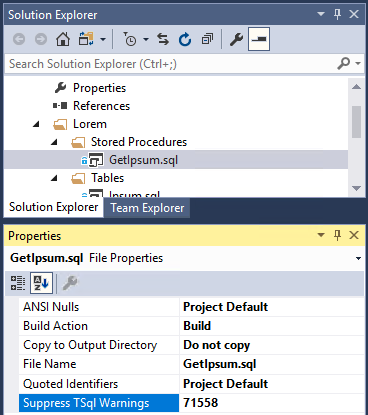 Solution Explorer
Search Solution Explorer (Ctrl+;)
Properties
References
Lorem
Stored Procedures
GetIpsum.sql
Tables
Ipsum.sql
Solution Explorer Team Explorer
Properties
GetIpsum.sql File Properties
ANSI Nulls Project Default
Build Action Build
Copy to Output Directory Do not copy
File Name GetIpsum.sql
Quoted Identifiers Project Default
Suppress TSql Warnings 71558